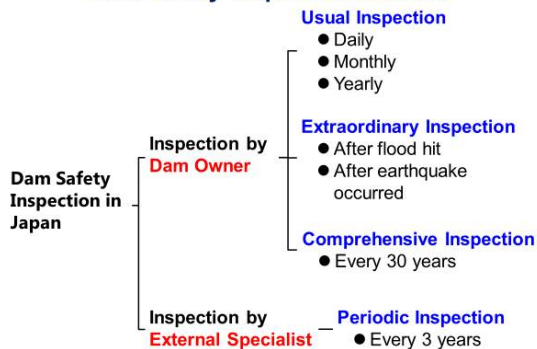 Usual Inspection
● Daily
● Monthly
● Yearly
Extraordinary Inspection
● After flood hit
● After earthquake
occurred
Comprehensive Inspection
● Every 30 years
Inspection by
Dam Owner
Dam Safety
Inspection in
Japan
Inspection by
External Specialist
Periodic Inspection
● Every 3 years